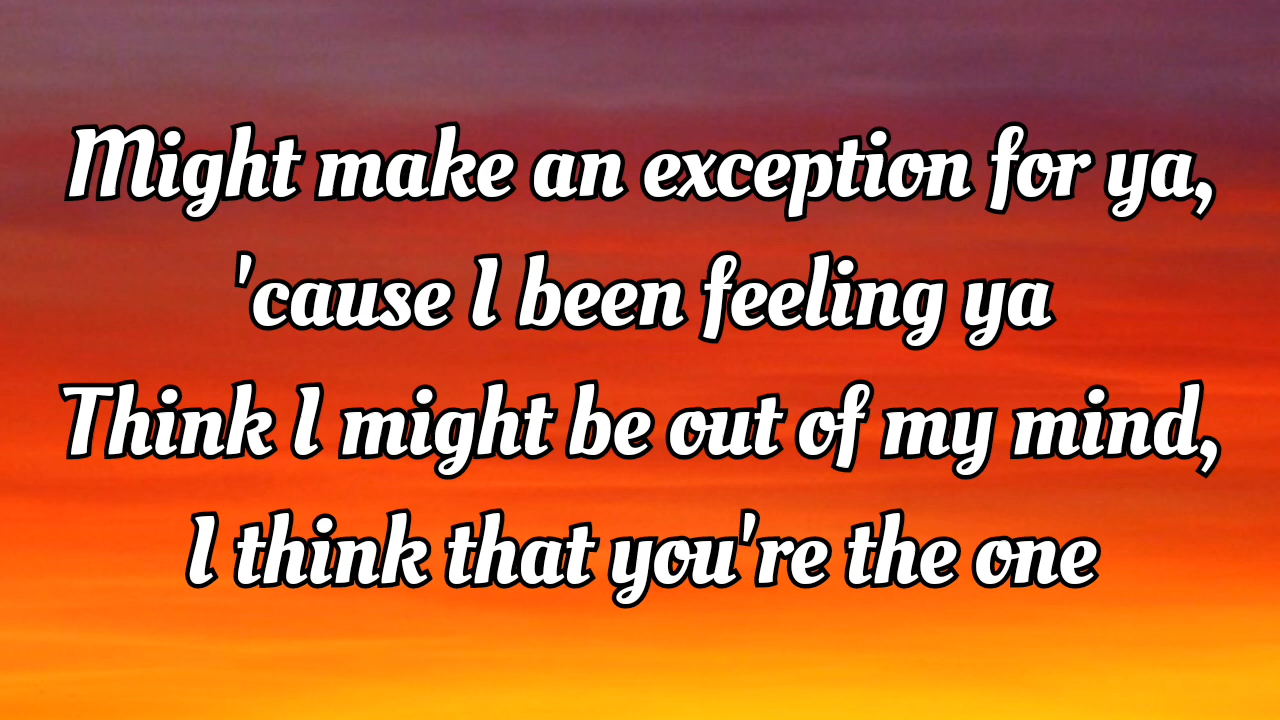 Might make an exception for ya,
'cause I been feeling ya
Think I might be out of my mind,
I think that you're the one